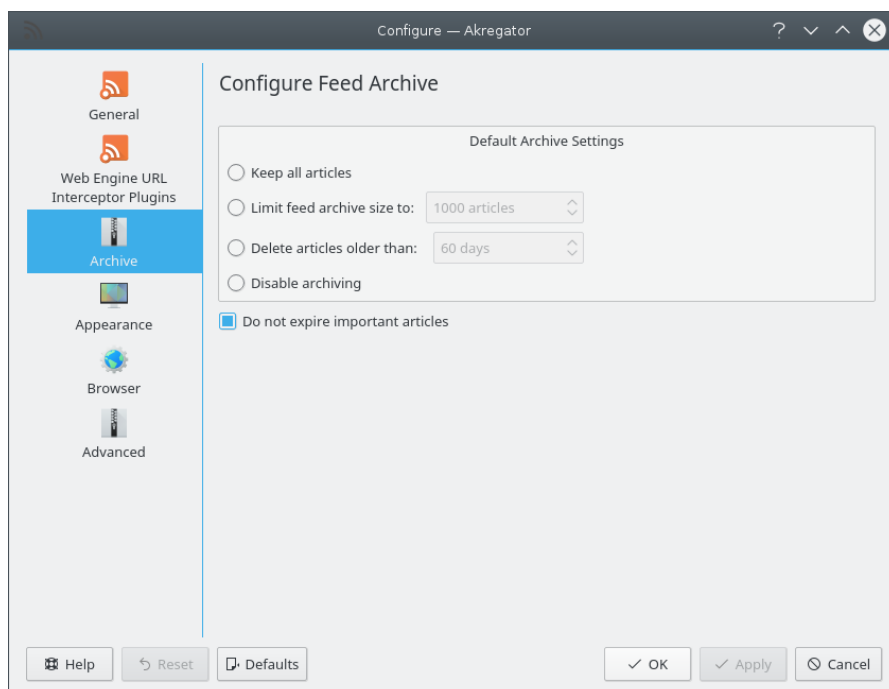 Configure — Akregator
General
Web Engine URL
Interceptor Plugins
Archive
Appearance
Browser
Advanced
Configure Feed Archive
Default Archive Settings
Keep all articles
Limit feed archive size to: 1000 articles
Delete articles older than: 60 days
Disable archiving
Do not expire important articles
Help Reset Defaults OK Apply Cancel